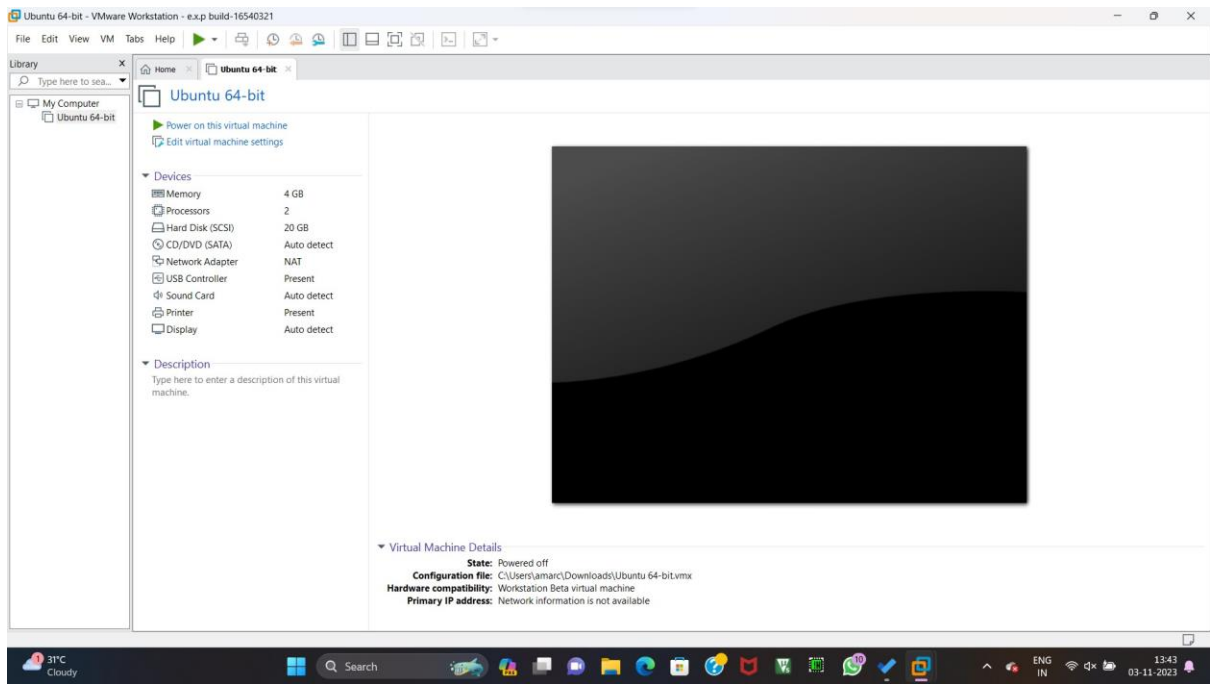 Ubuntu 64-bit - VMware Workstation - e.x.p build-16540321
File Edit View VM Tabs Help
Library
Home
Ubuntu 64-bit
Type here to sea...
My Computer
Ubuntu 64-bit
Ubuntu 64-bit
Power on this virtual machine
Edit virtual machine settings
Devices
Memory 4 GB
Processors 2
Hard Disk (SCSI) 20 GB
CD/DVD (SATA) Auto detect
Network Adapter NAT
USB Controller Present
Sound Card Auto detect
Printer Present
Display Auto detect
Description
Type here to enter a description of this virtual
machine.
Virtual Machine Details
State: Powered off
Configuration file: C:\Users\amarc\Downloads\Ubuntu 64-bit.vmx
Hardware compatibility: Workstation Beta virtual machine
Primary IP address: Network information is not available
1
31°C
Cloudy
Search
10
ENG
IN
13:43
03-11-2023